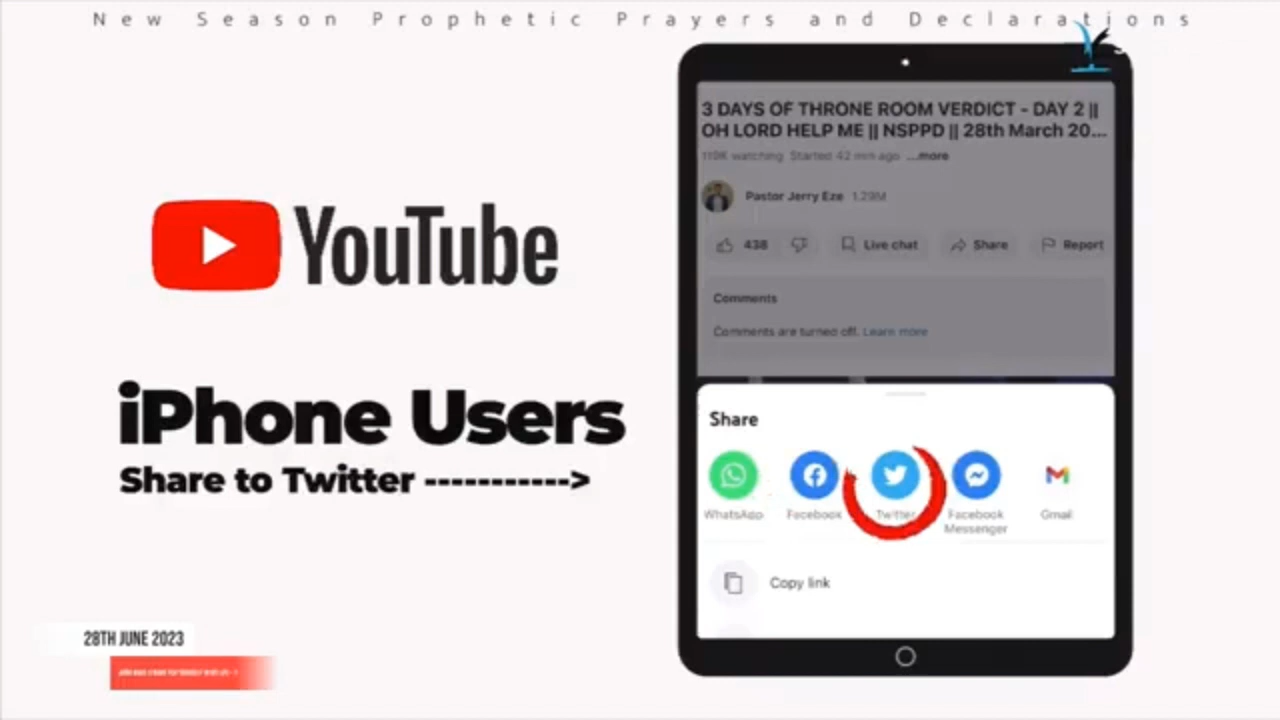 New Season Prophetic Prayers and Declarations
3 DAYS OF THRONE ROOM VERDICT - DAY 2 ||
OH LORD HELP ME || NSPPD || 28th March 20...
119K watching Started 42 min ago ...more
Pastor Jerry Eze 1.29M
438 Live chat Share Report
Comments
Comments are turned off. Learn more
YouTube
iPhone Users
Share to Twitter ----------->
Share
WhatsApp Facebook Twitter Facebook Messenger Gmail
Copy link
28TH JUNE 2023